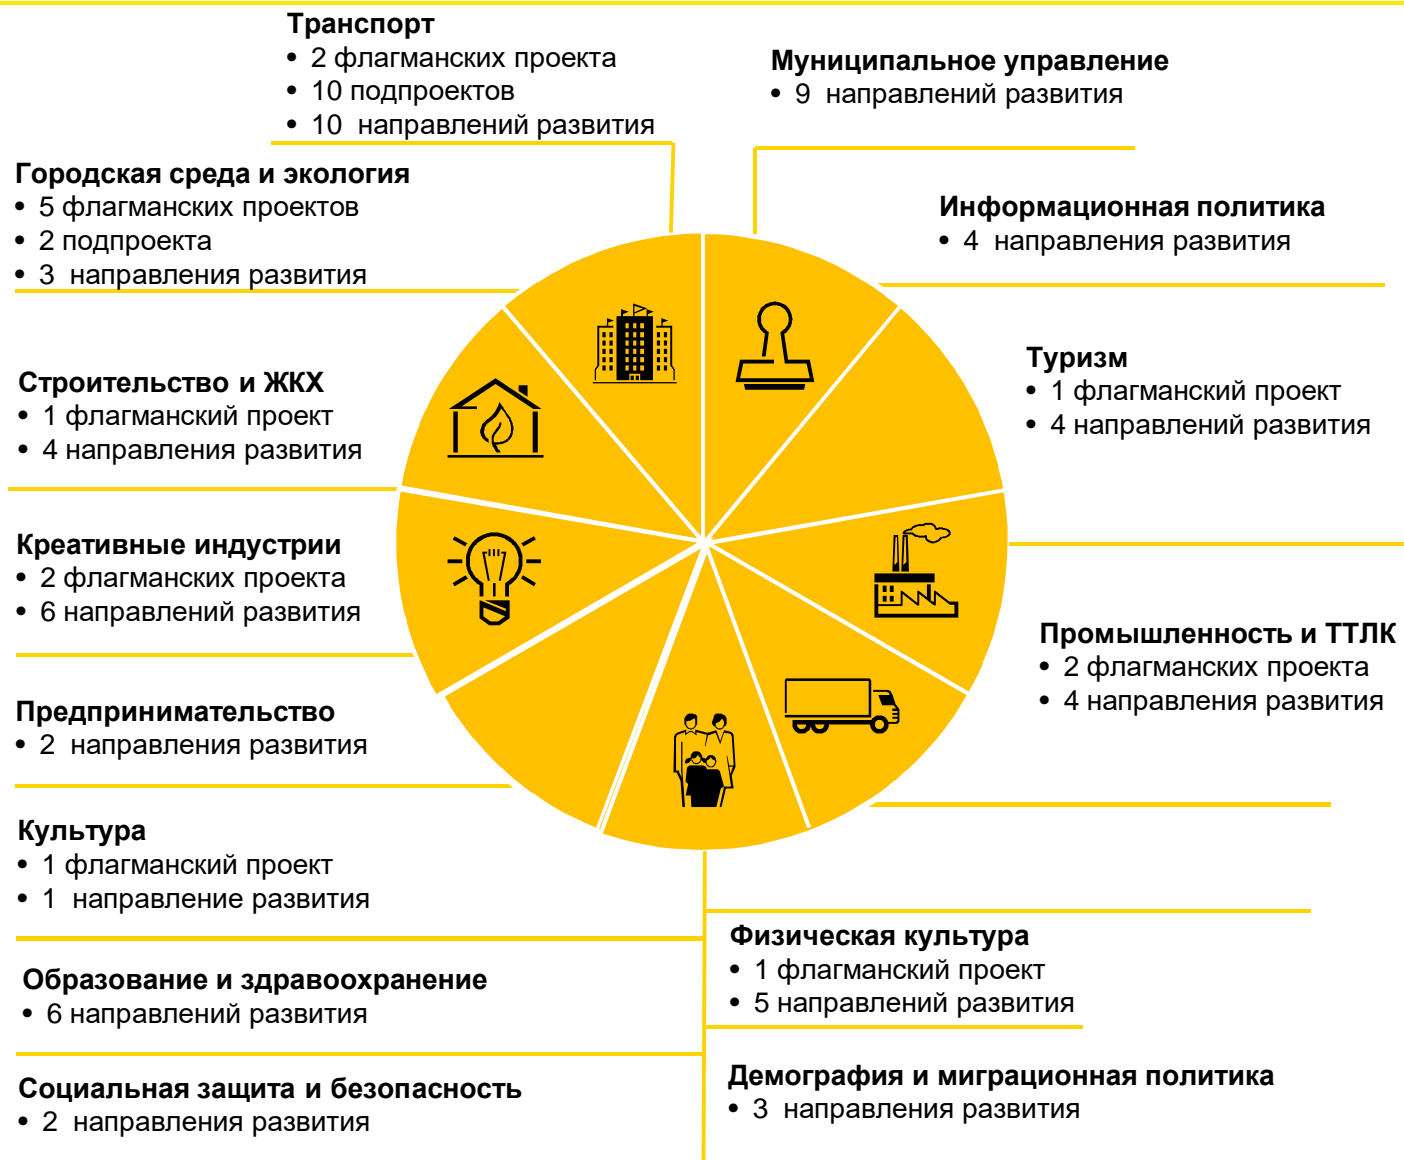 Транспорт
• 2 флагманских проекта
• 10 подпроектов
• 10 направлений развития
Муниципальное управление
• 9 направлений развития
Городская среда и экология
• 5 флагманских проектов
• 2 подпроекта
• 3 направления развития
Информационная политика
• 4 направления развития
Строительство и ЖКХ
• 1 флагманский проект
• 4 направления развития
Туризм
• 1 флагманский проект
• 4 направлений развития
Креативные индустрии
• 2 флагманских проекта
• 6 направлений развития
Промышленность и ТТЛК
• 2 флагманских проекта
• 4 направления развития
Предпринимательство
• 2 направления развития
Культура
• 1 флагманский проект
• 1 направление развития
Физическая культура
• 1 флагманский проект
• 5 направлений развития
Образование и здравоохранение
• 6 направлений развития
Социальная защита и безопасность
• 2 направления развития
Демография и миграционная политика
• 3 направления развития